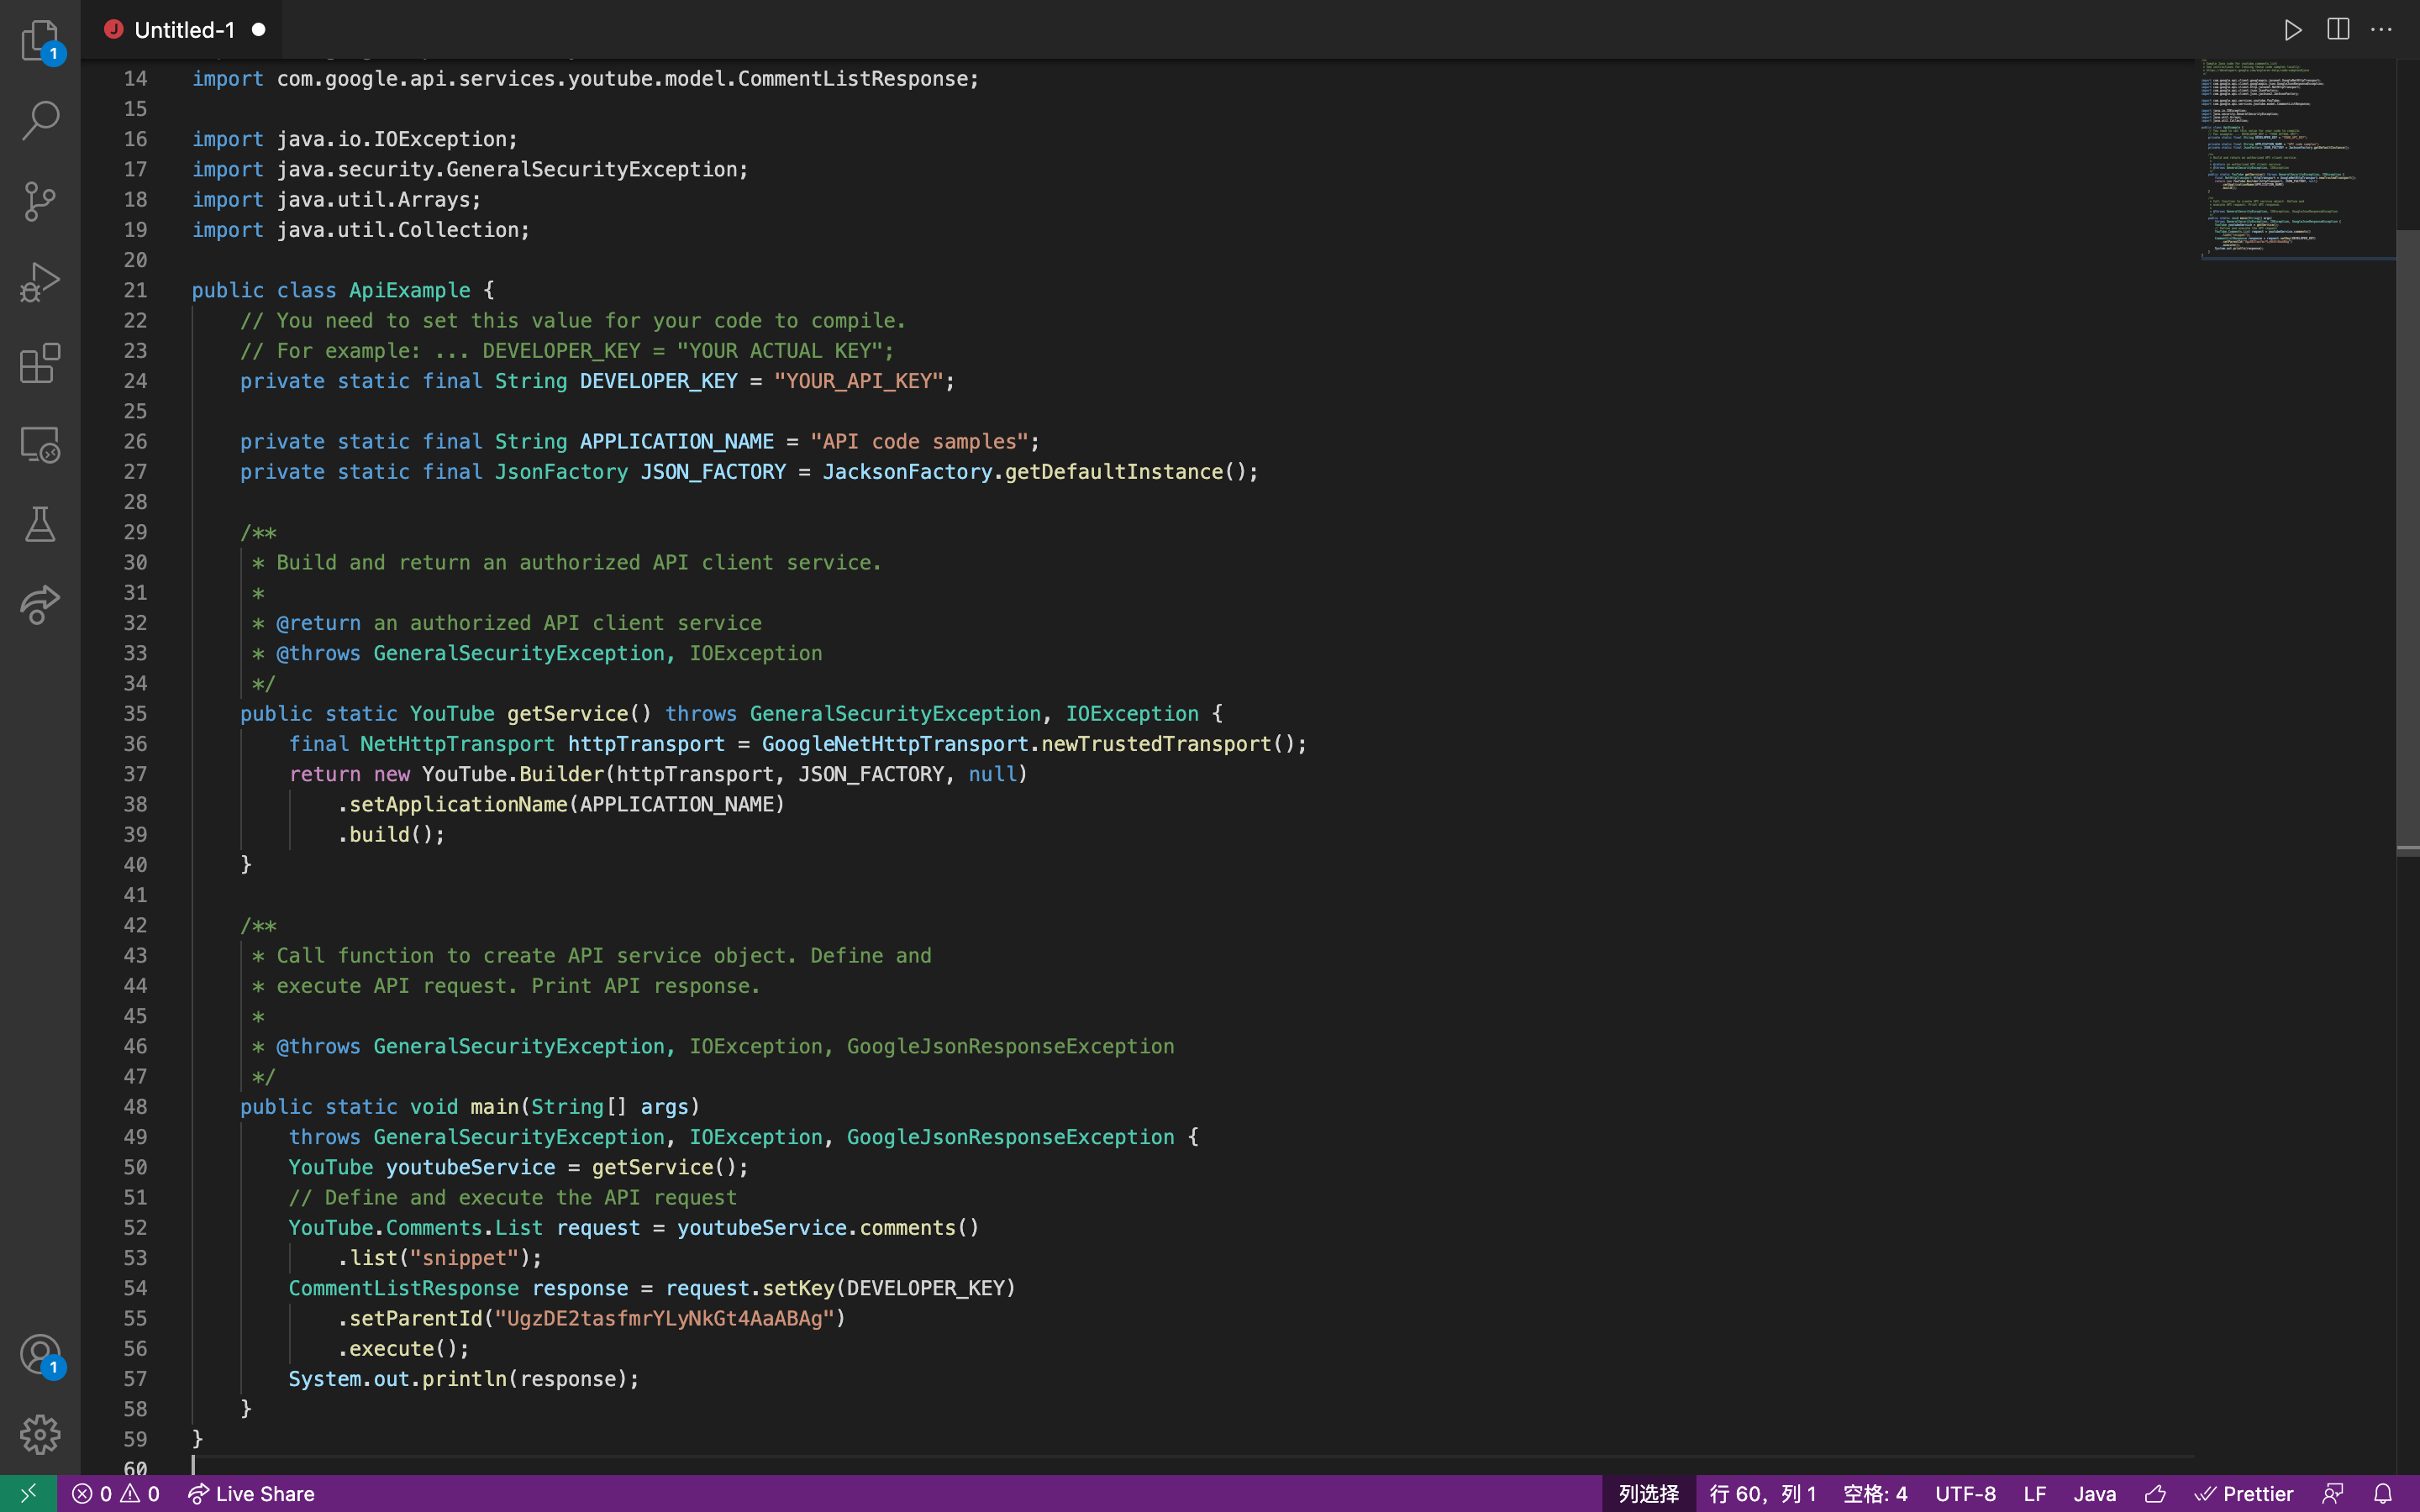 1
Untitled-1
14 import com.google.api.services.youtube.model.CommentListResponse;
15
16 import java.io.IOException;
17 import java.security.GeneralSecurityException;
18 import java.util.Arrays;
19 import java.util.Collection;
20
21 public class ApiExample {
22     // You need to set this value for your code to compile.
23     // For example: ... DEVELOPER_KEY = "YOUR ACTUAL KEY";
24     private static final String DEVELOPER_KEY = "YOUR_API_KEY";
25
26     private static final String APPLICATION_NAME = "API code samples";
27     private static final JsonFactory JSON_FACTORY = JacksonFactory.getDefaultInstance();
28
29     /**
30      * Build and return an authorized API client service.
31      *
32      * @return an authorized API client service
33      * @throws GeneralSecurityException, IOException
34      */
35     public static YouTube getService() throws GeneralSecurityException, IOException {
36         final NetHttpTransport httpTransport = GoogleNetHttpTransport.newTrustedTransport();
37         return new YouTube.Builder(httpTransport, JSON_FACTORY, null)
38             .setApplicationName(APPLICATION_NAME)
39             .build();
40     }
41
42     /**
43      * Call function to create API service object. Define and
44      * execute API request. Print API response.
45      *
46      * @throws GeneralSecurityException, IOException, GoogleJsonResponseException
47      */
48     public static void main(String[] args)
49         throws GeneralSecurityException, IOException, GoogleJsonResponseException {
50         YouTube youtubeService = getService();
51         // Define and execute the API request
52         YouTube.Comments.List request = youtubeService.comments()
53             .list("snippet");
54         CommentListResponse response = request.setKey(DEVELOPER_KEY)
55             .setParentId("UgzDE2tasfmrYLyNkGt4AaABAg")
56             .execute();
57         System.out.println(response);
58     }
59 }
60
1
0 0 Live Share 列选择 行 60，列 1 空格: 4 UTF-8 LF Java Prettier